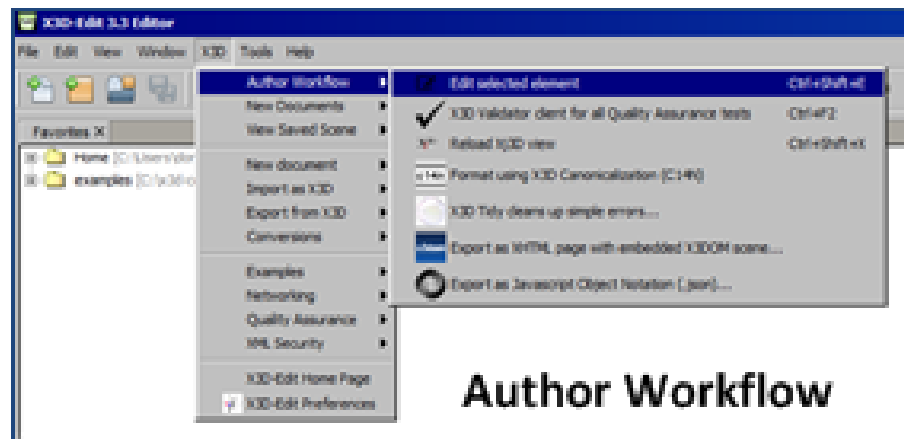 X3D-Edit 3.3 Editor
File Edit View Window X3D Tools Help
Favorites X
Home [C:\Users\
examples [C:\x3d-
Author Workflow
New Documents
View Saved Scene
New document
Import as X3D
Export from X3D
Conversions
Examples
Networking
Quality Assurance
XML Security
X3D-Edit Home Page
X3D-Edit Preferences
Edit selected element Ctrl+Shift+E
X3D Validator client for all Quality Assurance tests Ctrl+F2
Reload Xj3D view Ctrl+Shift+X
c14n Format using X3D Canonicalization (C14N)
X3D Tidy cleans up simple errors...
Export as XHTML page with embedded X3DOM scene...
Export as Javascript Object Notation (.json)...
Author Workflow